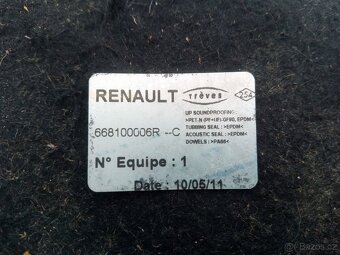 RENAULT
Trèves
254
UP SOUNDPROOFING :
TUBBING SEAL : >EPDM<
ACOUSTIC SEAL : >EPDM<
DOWELS : >PA66<
668100006R --C
N° Equipe : 1
Date : 10/05/11